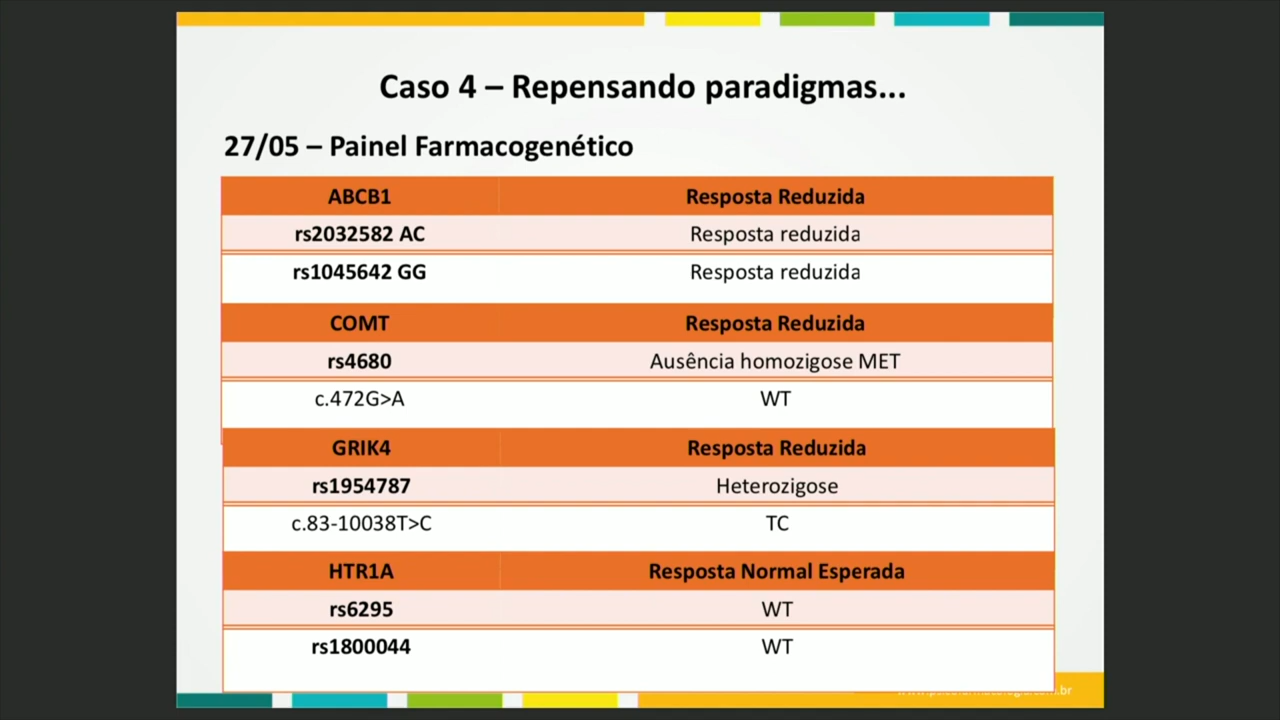 Caso 4 – Repensando paradigmas...
27/05 – Painel Farmacogenético
ABCB1 Resposta Reduzida
rs2032582 AC Resposta reduzida
rs1045642 GG Resposta reduzida
COMT Resposta Reduzida
rs4680 Ausência homozigose MET
c.472G>A WT
GRIK4 Resposta Reduzida
rs1954787 Heterozigose
c.83-10038T>C TC
HTR1A Resposta Normal Esperada
rs6295 WT
rs1800044 WT